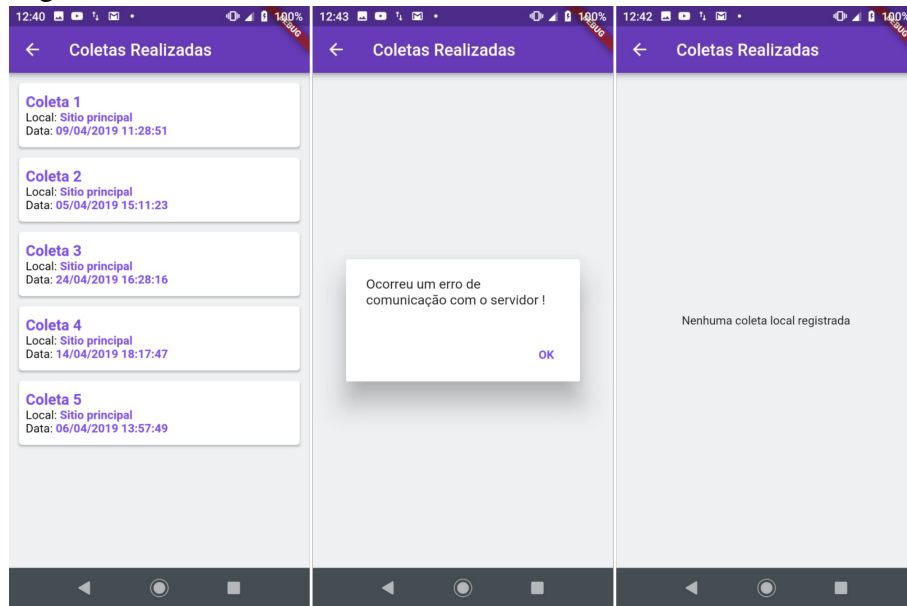 12:40 100%
DEBUG
Coletas Realizadas
Coleta 1
Local: Sitio principal
Data: 09/04/2019 11:28:51
Coleta 2
Local: Sitio principal
Data: 05/04/2019 15:11:23
Coleta 3
Local: Sitio principal
Data: 24/04/2019 16:28:16
Coleta 4
Local: Sitio principal
Data: 14/04/2019 18:17:47
Coleta 5
Local: Sitio principal
Data: 06/04/2019 13:57:49
12:43 100%
DEBUG
Coletas Realizadas
Ocorreu um erro de
comunicação com o servidor !
OK
12:42 100%
Coletas Realizadas
Nenhuma coleta local registrada